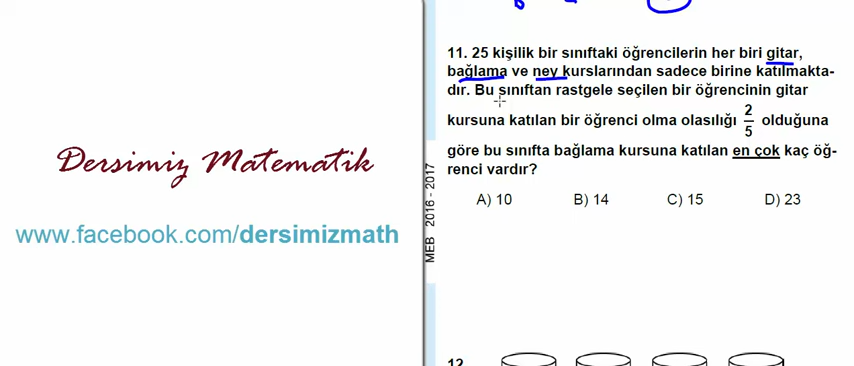 Dersimiz Matematik
www.facebook.com/dersimizmath
MEB 2016 - 2017
11. 25 kişilik bir sınıftaki öğrencilerin her biri gitar,
bağlama ve ney kurslarından sadece birine katılmakta-
dır. Bu sınıftan rastgele seçilen bir öğrencinin gitar
kursuna katılan bir öğrenci olma olasılığı 2/5 olduğuna
göre bu sınıfta bağlama kursuna katılan en çok kaç öğ-
renci vardır?
A) 10 B) 14 C) 15 D) 23
12